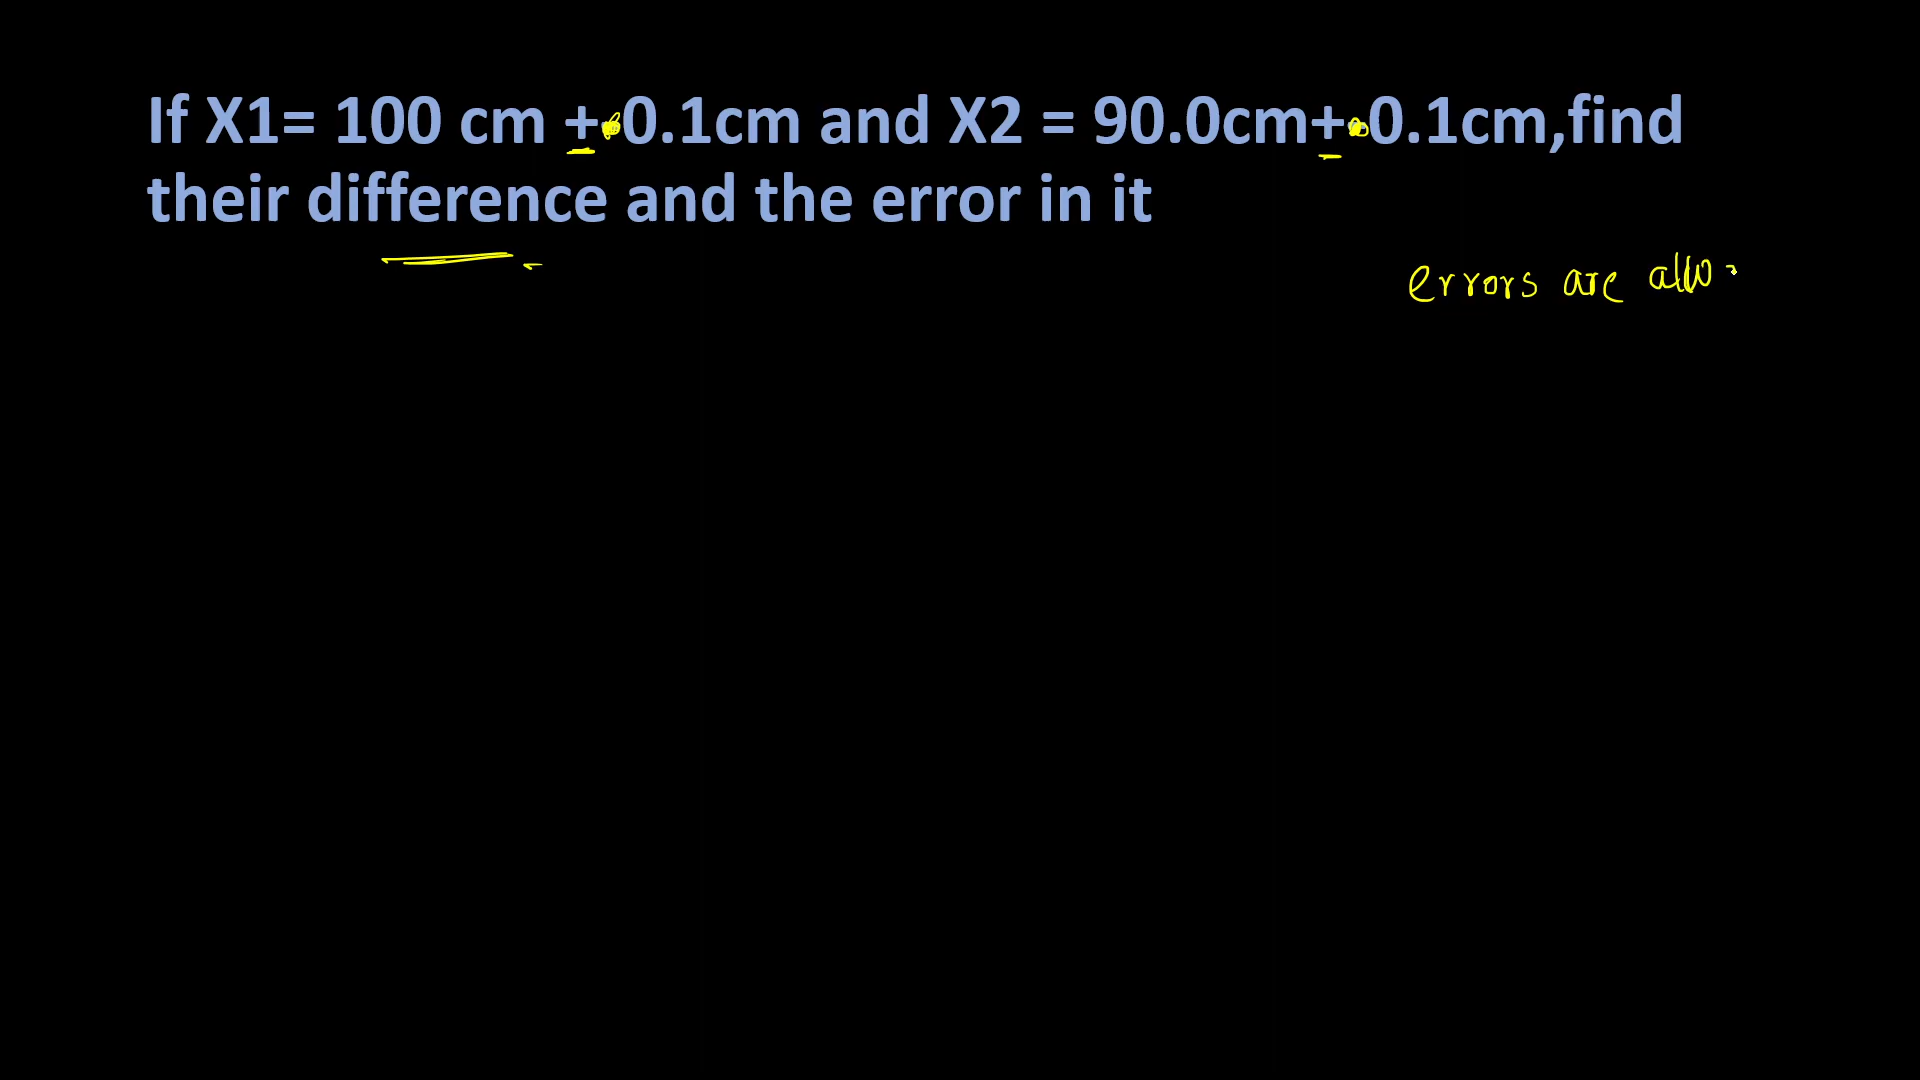 If X1= 100 cm + 0.1cm and X2 = 90.0cm+ 0.1cm,find
their difference and the error in it
errors are alw